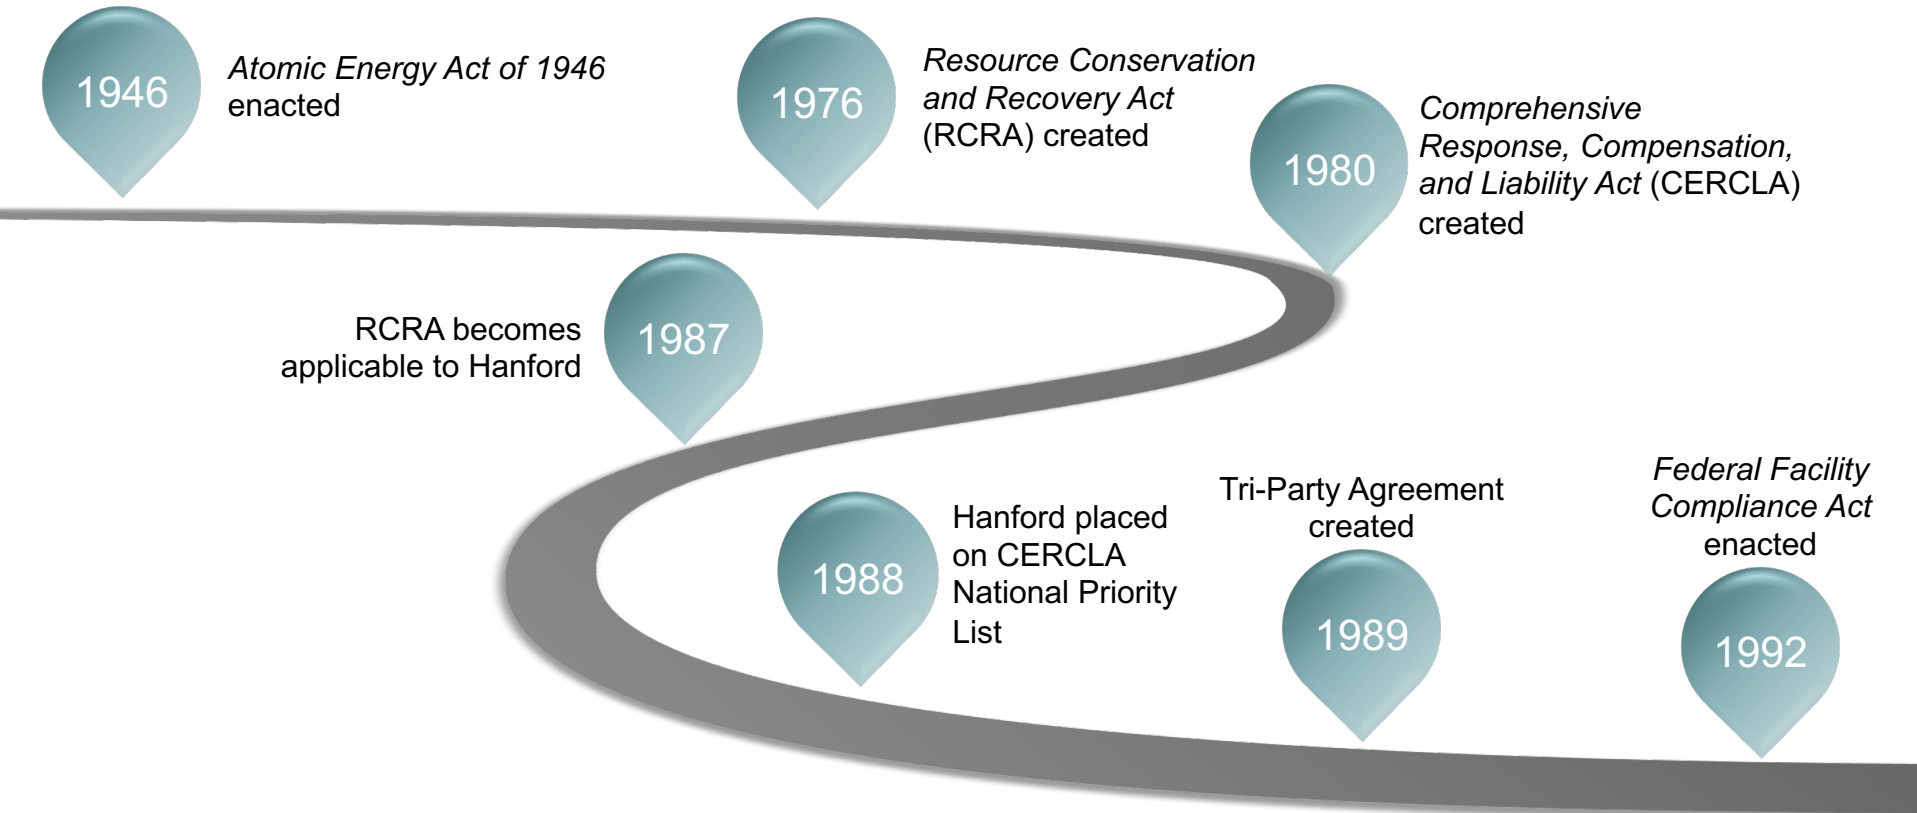 1946
Atomic Energy Act of 1946
enacted
1976
Resource Conservation
and Recovery Act
(RCRA) created
1980
Comprehensive
Response, Compensation,
and Liability Act (CERCLA)
created
RCRA becomes
applicable to Hanford
1987
1988
Hanford placed
on CERCLA
National Priority
List
Tri-Party Agreement
created
1989
Federal Facility
Compliance Act
enacted
1992